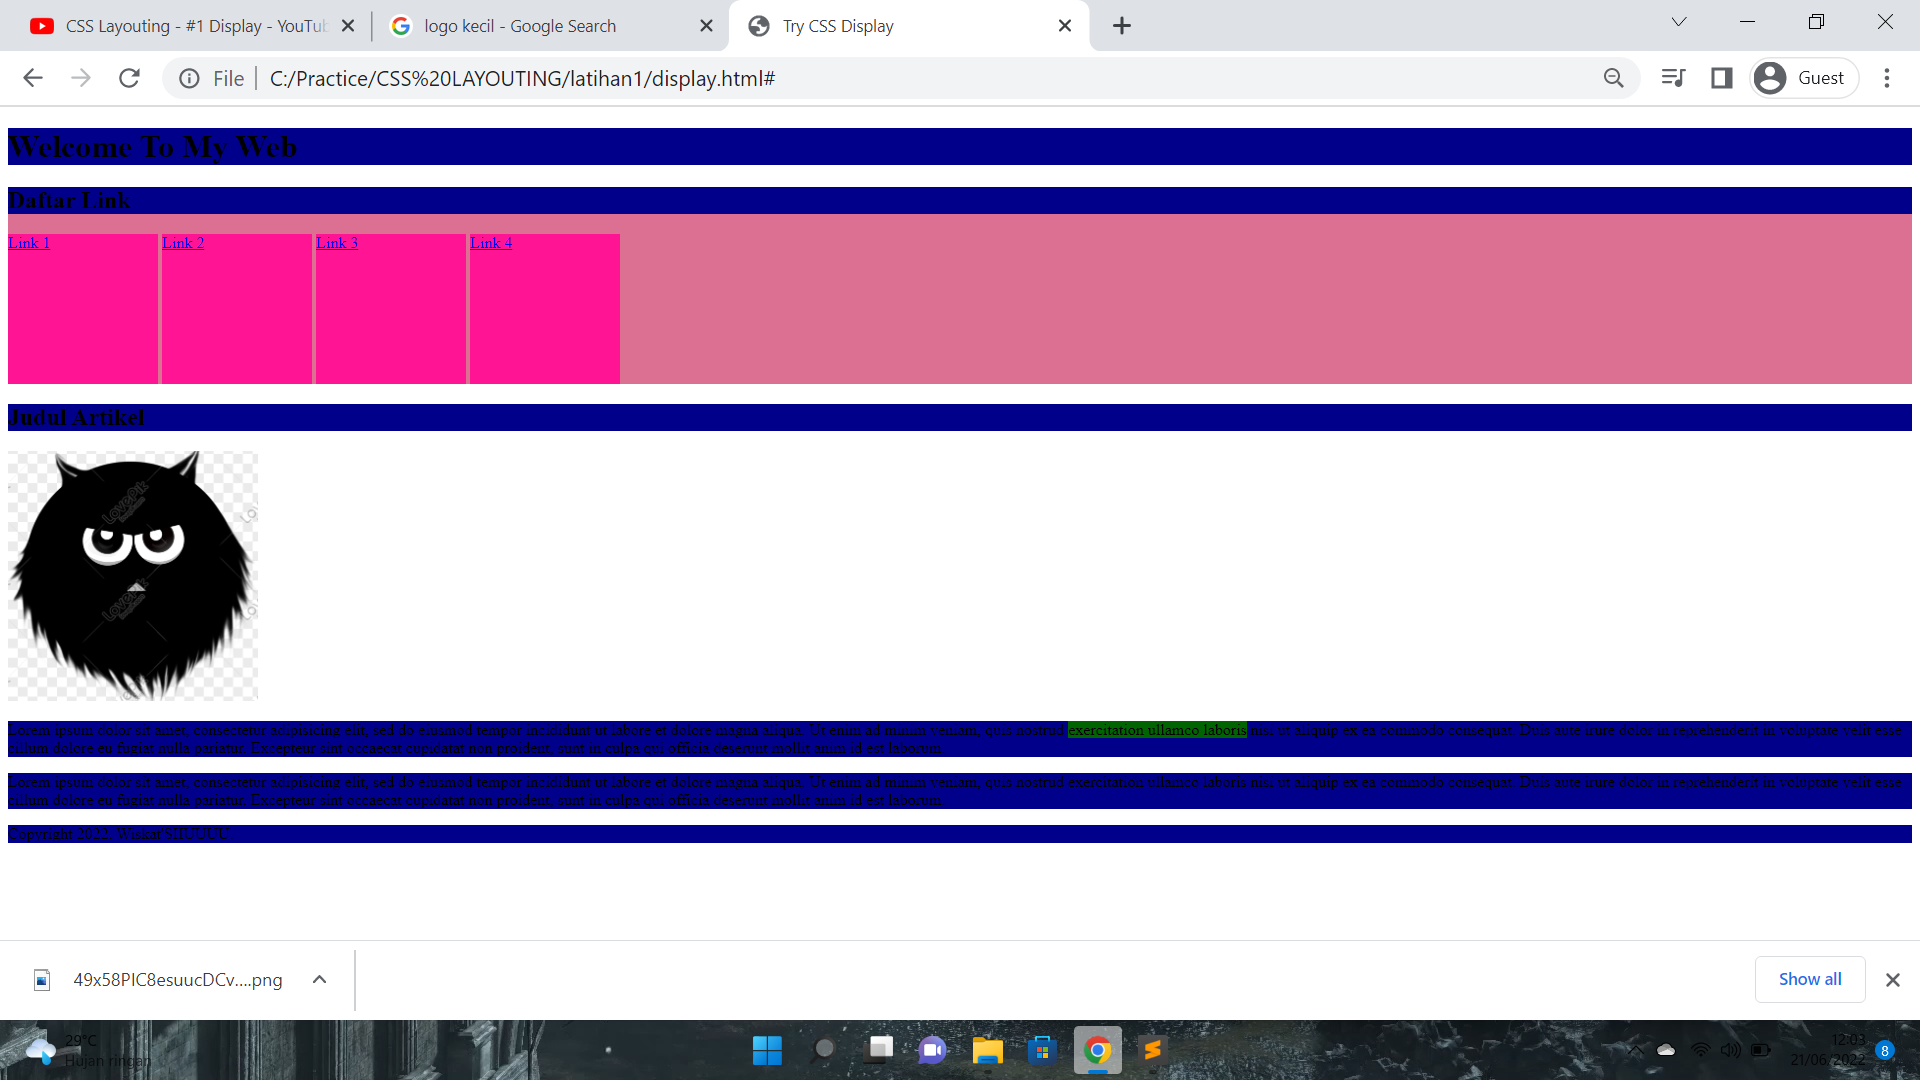 CSS Layouting - #1 Display - YouTub
logo kecil - Google Search
Try CSS Display
File
C:/Practice/CSS%20LAYOUTING/latihan1/display.html#
Guest
Welcome To My Web
Daftar Link
Link 1 Link 2 Link 3 Link 4
Judul Artikel
LovePik
LovePik
Lorem ipsum dolor sit amet, consectetur adipisicing elit, sed do eiusmod tempor incididunt ut labore et dolore magna aliqua. Ut enim ad minim veniam, quis nostrud exercitation ullamco laboris nisi ut aliquip ex ea commodo consequat. Duis aute irure dolor in reprehenderit in voluptate velit esse
cillum dolore eu fugiat nulla pariatur. Excepteur sint occaecat cupidatat non proident, sunt in culpa qui officia deserunt mollit anim id est laborum.
Lorem ipsum dolor sit amet, consectetur adipisicing elit, sed do eiusmod tempor incididunt ut labore et dolore magna aliqua. Ut enim ad minim veniam, quis nostrud exercitation ullamco laboris nisi ut aliquip ex ea commodo consequat. Duis aute irure dolor in reprehenderit in voluptate velit esse
cillum dolore eu fugiat nulla pariatur. Excepteur sint occaecat cupidatat non proident, sunt in culpa qui officia deserunt mollit anim id est laborum.
Copyright 2022. Wiskat'SHUUUU
49x58PIC8esuucDCv....png
Show all
29°C
Hujan ringan
12:03
21/06/2022
8